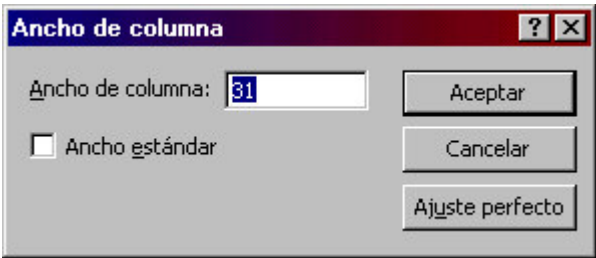 Ancho de columna
Ancho de columna: 31
Aceptar
Ancho estándar
Cancelar
Ajuste perfecto